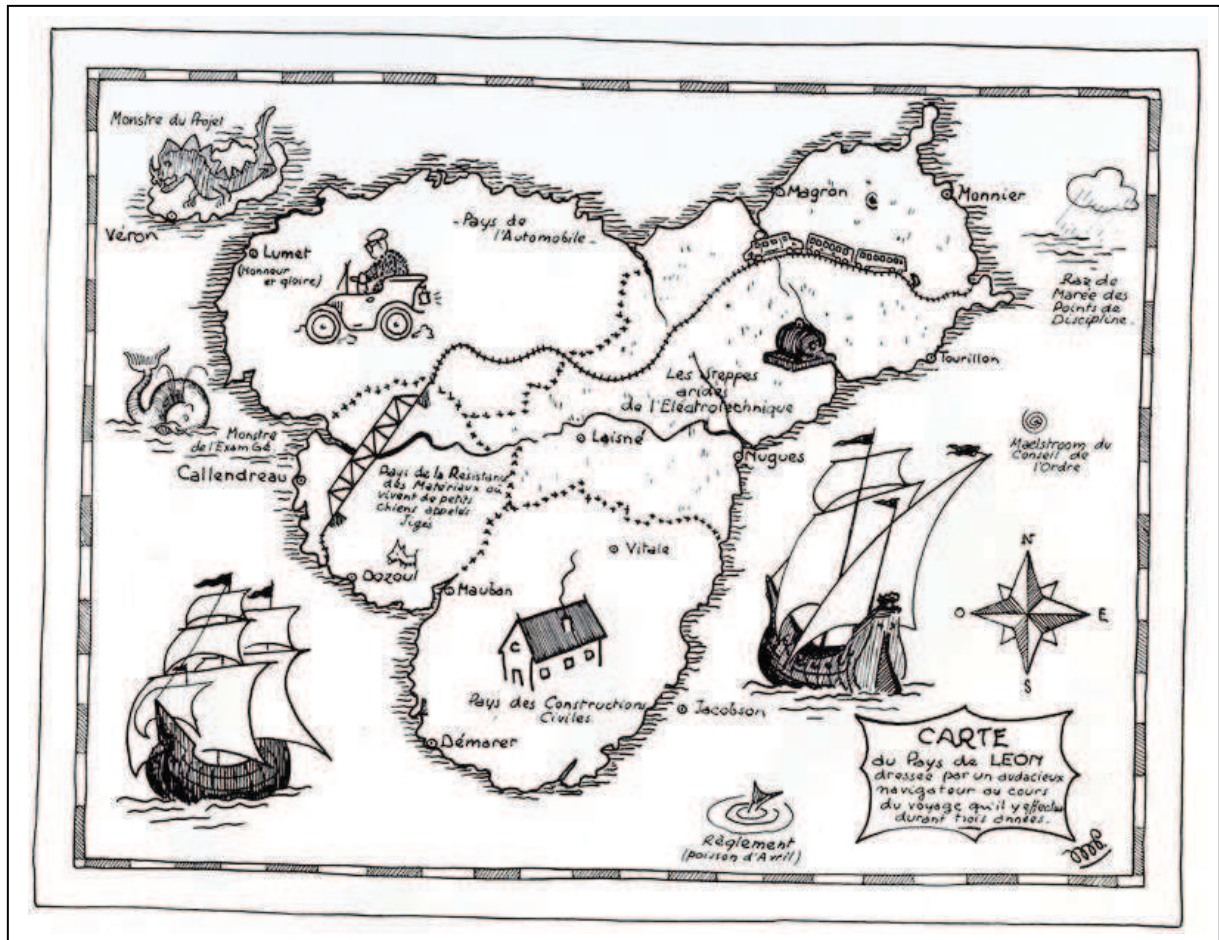 Monstre du Projet
Véron
Lumet
(Honneur
et gloire)
-Pays de
l'Automobile-
Magron
Monnier
Raz de
Marée des
Points de
Discipline-
Tourillon
Les Steppes
arides
de l'Electrotechnique
Monstre
de l'Exam Gé
Callendreau
Laisné
Nugues
Maelstroom du
Conseil de
l'Ordre
Pays de la Résistance
des Matériaux où
vivent de petits
chiens appelés
Jigés
Dozoul
Mauban
Vitale
N
O
E
S
Pays des Constructions
Civiles
Jacobson
Démaret
CARTE
du Pays de LEON
dressée par un audacieux
navigateur au cours
du voyage qu'il y effectua
durant trois années-
Règlement
(poisson d'Avril)